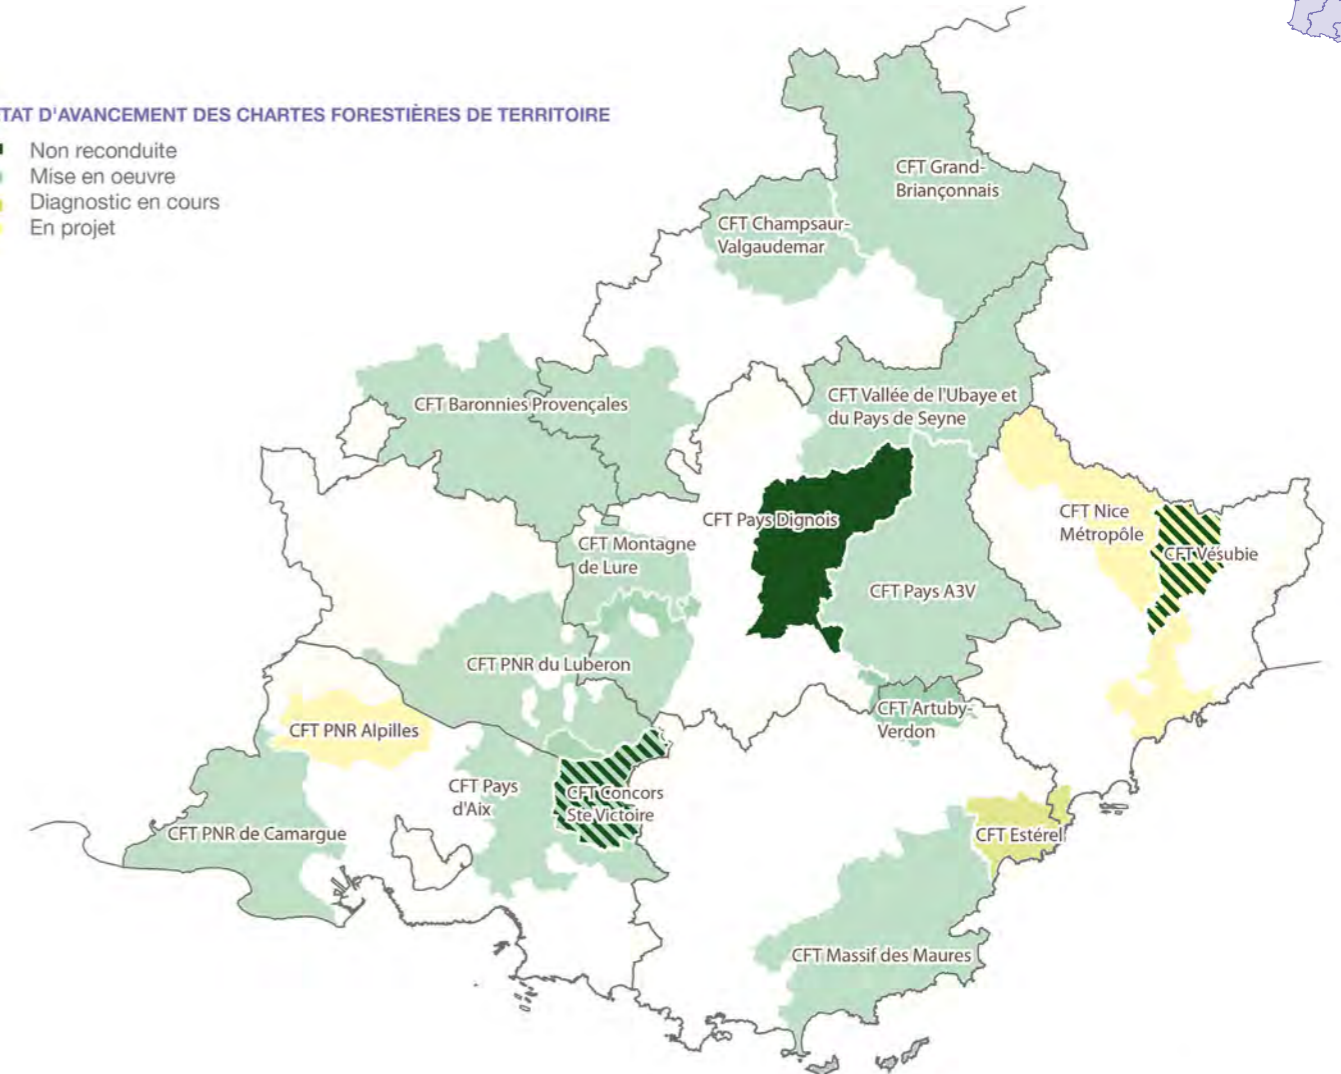 TAT D'AVANCEMENT DES CHARTES FORESTIÈRES DE TERRITOIRE
Non reconduite
Mise en oeuvre
Diagnostic en cours
En projet
CFT Grand-
Briançonnais
CFT Champsaur-
Valgaudemar
CFT Vallée de l'Ubaye et
du Pays de Seyne
CFT Baronnies Provençales
CFT Pays Dignois
CFT Nice
Métropôle
CFT Vésubie
CFT Montagne
de Lure
CFT Pays A3V
CFT PNR du Luberon
CFT Artuby-
Verdon
CFT PNR Alpilles
CFT Pays
d'Aix
CFT Concors
Ste Victoire
CFT PNR de Camargue
CFT Estérel
CFT Massif des Maures